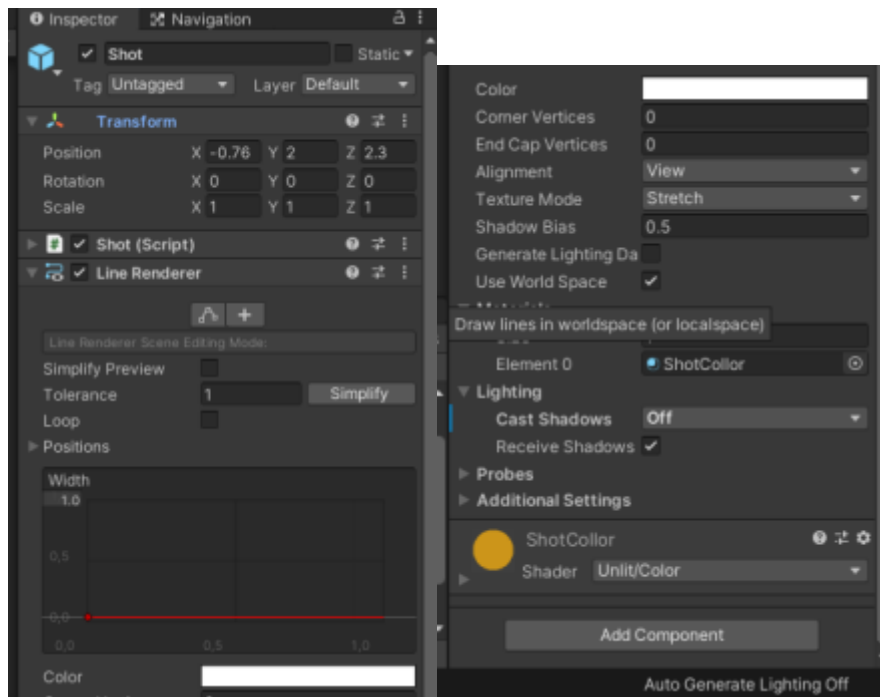 Inspector Navigation
Shot Static
Tag Untagged Layer Default
Transform
Position X -0.76 Y 2 Z 2.3
Rotation X 0 Y 0 Z 0
Scale X 1 Y 1 Z 1
Shot (Script)
Line Renderer
+
Line Renderer Scene Editing Mode:
Simplify Preview
Tolerance 1 Simplify
Loop
Positions
Width
1.0
0,5
0,0
0,0 0,5 1,0
Color
Color
Corner Vertices 0
End Cap Vertices 0
Alignment View
Texture Mode Stretch
Shadow Bias 0.5
Generate Lighting Da
Use World Space
Draw lines in worldspace (or localspace)
Element 0 ShotCollor
Lighting
Cast Shadows Off
Receive Shadows
Probes
Additional Settings
ShotCollor
Shader Unlit/Color
Add Component
Auto Generate Lighting Off